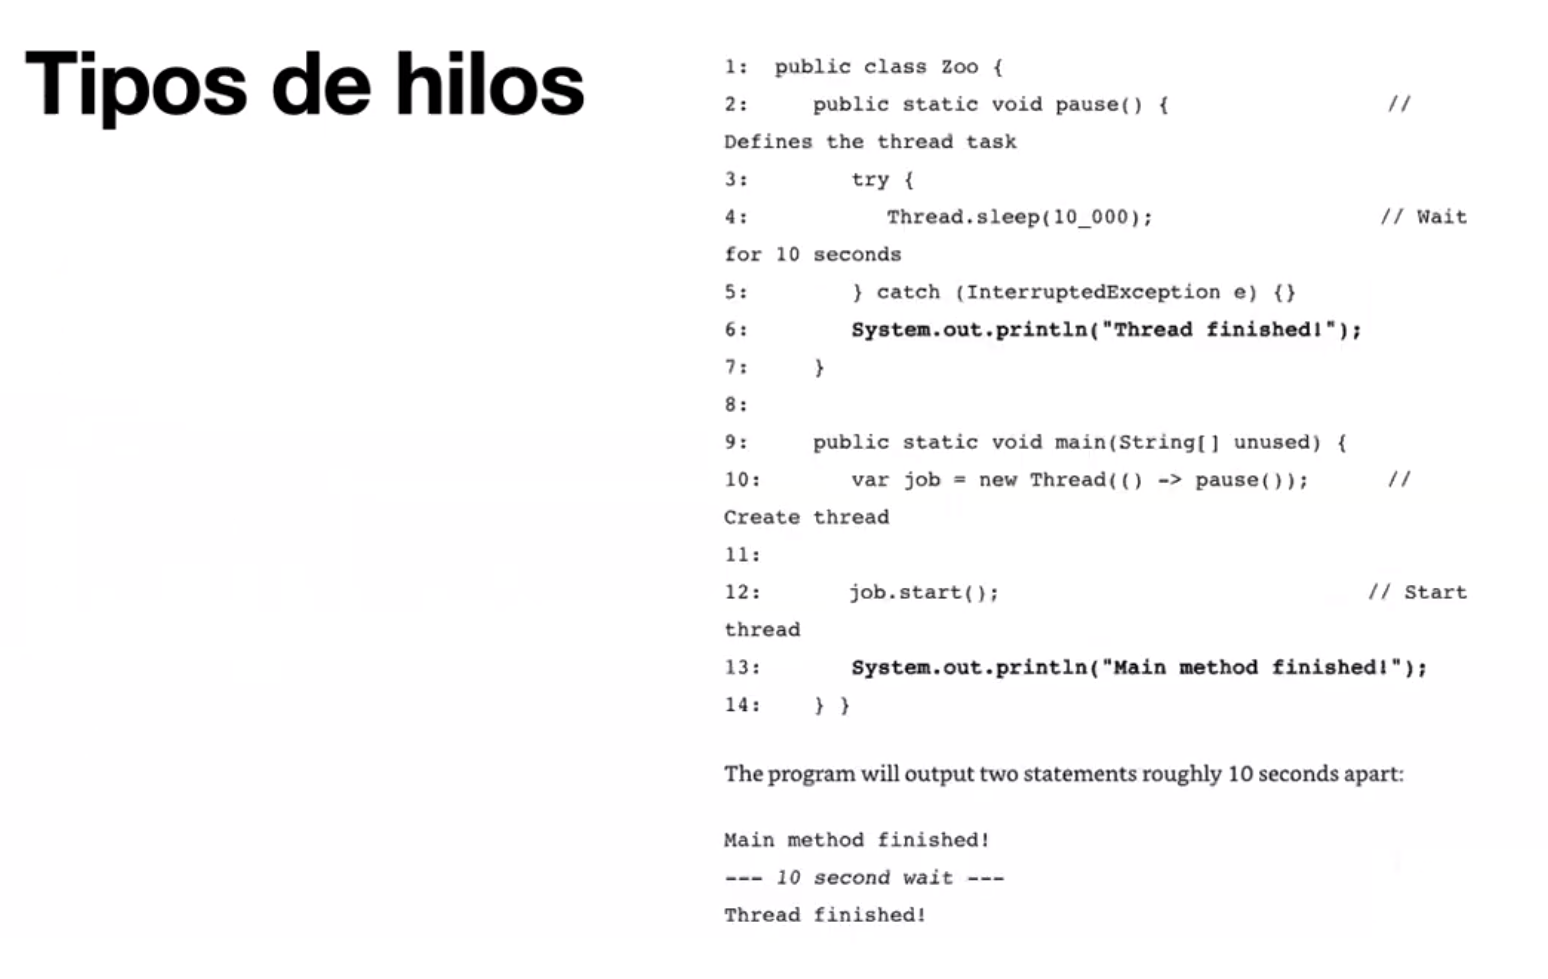 Tipos de hilos
1:  public class Zoo {
2:     public static void pause() {                 //
Defines the thread task
3:        try {
4:           Thread.sleep(10_000);                  // Wait
for 10 seconds
5:        } catch (InterruptedException e) {}
6:        System.out.println("Thread finished!");
7:     }
8:
9:     public static void main(String[] unused) {
10:       var job = new Thread(() -> pause());      //
Create thread
11:
12:       job.start();                             // Start
thread
13:       System.out.println("Main method finished!");
14:    } }
The program will output two statements roughly 10 seconds apart:
Main method finished!
--- 10 second wait ---
Thread finished!